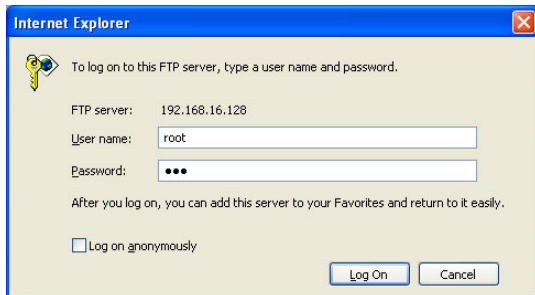 Internet Explorer
To log on to this FTP server, type a user name and password.
FTP server: 192.168.16.128
User name: root
Password: ●●●
After you log on, you can add this server to your Favorites and return to it easily.
Log on anonymously
Log On Cancel